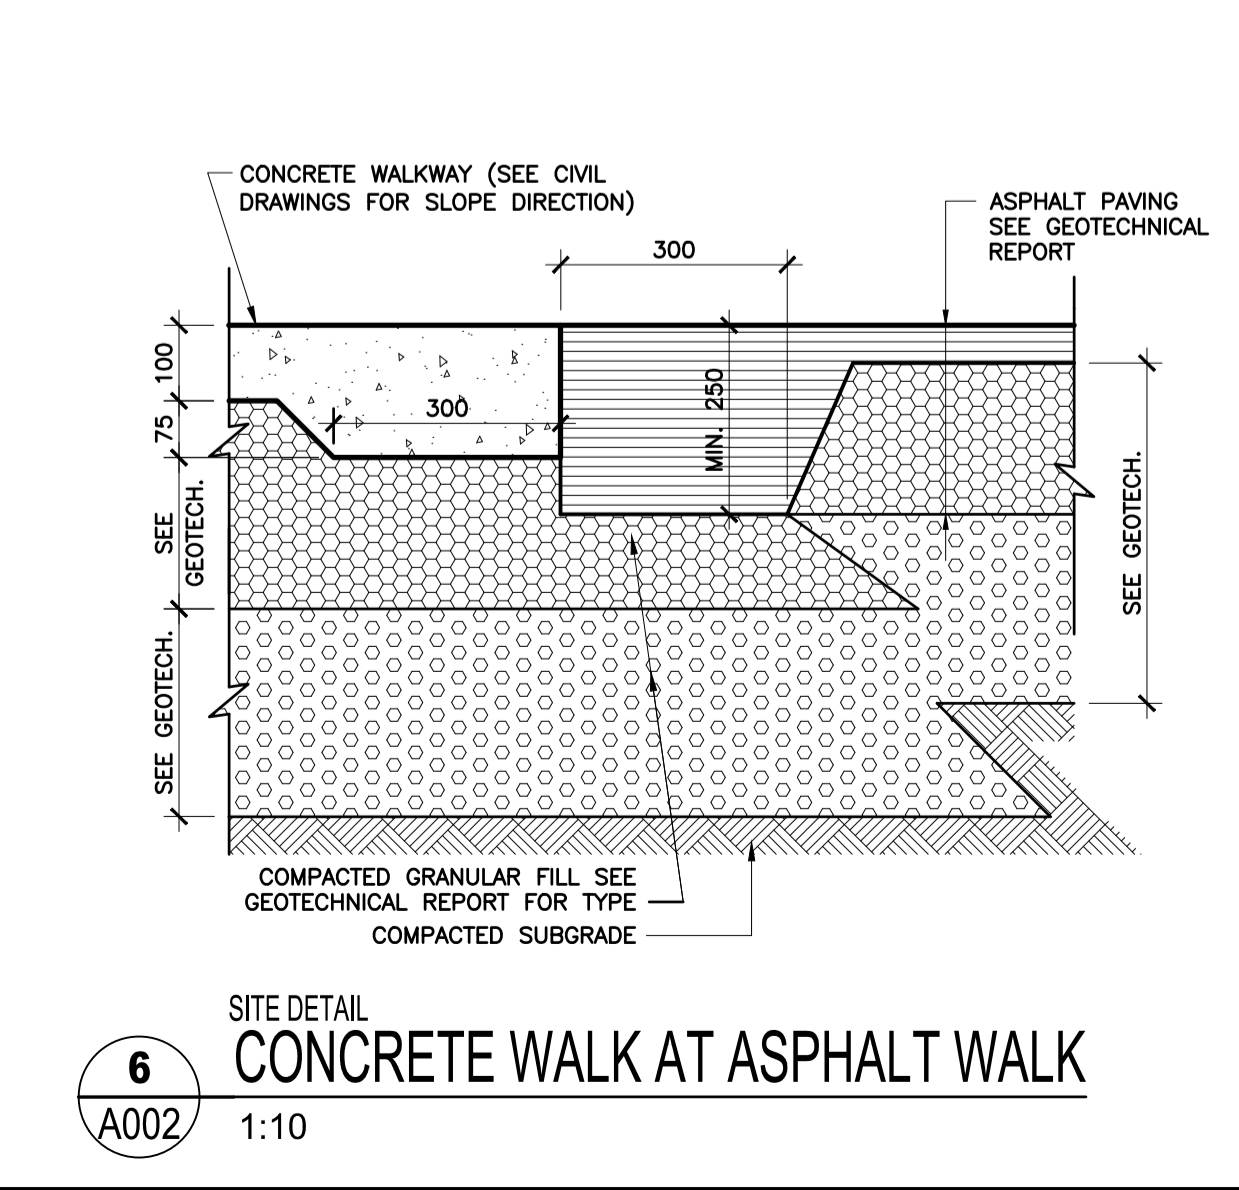 CONCRETE WALKWAY (SEE CIVIL
DRAWINGS FOR SLOPE DIRECTION)
ASPHALT PAVING
SEE GEOTECHNICAL
REPORT
300
100
75
300
MIN. 250
SEE
GEOTECH.
SEE GEOTECH.
SEE GEOTECH.
COMPACTED GRANULAR FILL SEE
GEOTECHNICAL REPORT FOR TYPE
COMPACTED SUBGRADE
SITE DETAIL
CONCRETE WALK AT ASPHALT WALK
6
A002
1:10